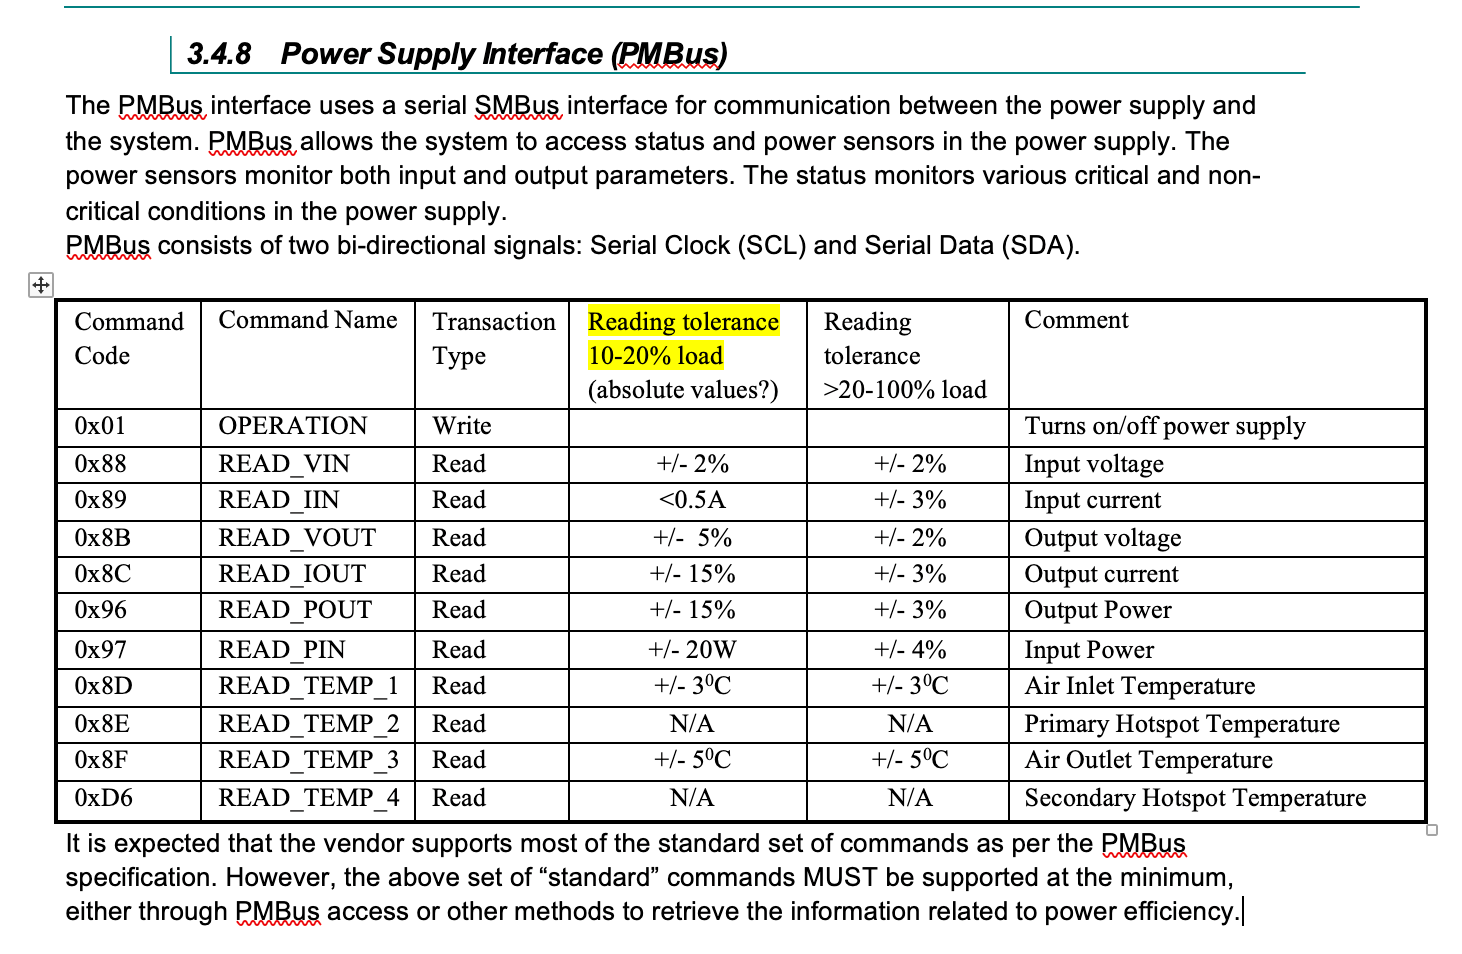 3.4.8 Power Supply Interface (PMBus)
The PMBus interface uses a serial SMBus interface for communication between the power supply and
the system. PMBus allows the system to access status and power sensors in the power supply. The
power sensors monitor both input and output parameters. The status monitors various critical and non-
critical conditions in the power supply.
PMBus consists of two bi-directional signals: Serial Clock (SCL) and Serial Data (SDA).
Command Code | Command Name | Transaction Type | Reading tolerance 10-20% load (absolute values?) | Reading tolerance >20-100% load | Comment
0x01 | OPERATION | Write | | | Turns on/off power supply
0x88 | READ_VIN | Read | +/- 2% | +/- 2% | Input voltage
0x89 | READ_IIN | Read | <0.5A | +/- 3% | Input current
0x8B | READ_VOUT | Read | +/- 5% | +/- 2% | Output voltage
0x8C | READ_IOUT | Read | +/- 15% | +/- 3% | Output current
0x96 | READ_POUT | Read | +/- 15% | +/- 3% | Output Power
0x97 | READ_PIN | Read | +/- 20W | +/- 4% | Input Power
0x8D | READ_TEMP_1 | Read | +/- 3⁰C | +/- 3⁰C | Air Inlet Temperature
0x8E | READ_TEMP_2 | Read | N/A | N/A | Primary Hotspot Temperature
0x8F | READ_TEMP_3 | Read | +/- 5⁰C | +/- 5⁰C | Air Outlet Temperature
0xD6 | READ_TEMP_4 | Read | N/A | N/A | Secondary Hotspot Temperature
It is expected that the vendor supports most of the standard set of commands as per the PMBus
specification. However, the above set of “standard” commands MUST be supported at the minimum,
either through PMBus access or other methods to retrieve the information related to power efficiency.